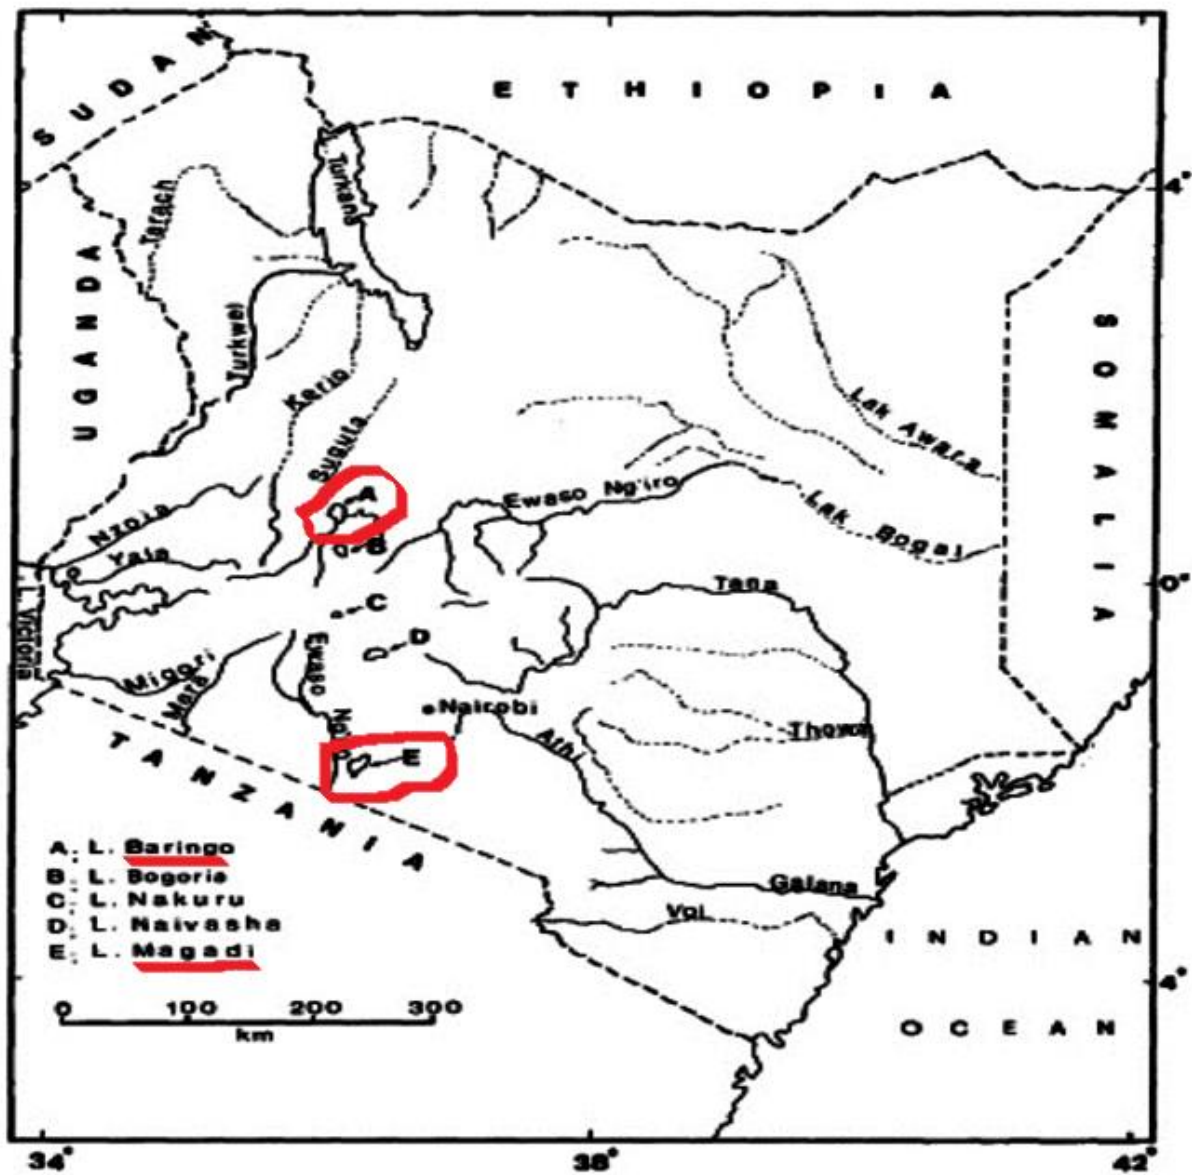 SUDAN
ETHIOPIA
Turkana
4°
Tarach
UGANDA
Turkwel
SOMALIA
Kerio
Lak Awara
Suguta
A
Ewaso Ng'iro
Nzoia
Lak Bogal
B
Yala
Tana
0°
C
L. Victoria
D
Ewaso
Migori
Mara
Nairobi
Athi
Thowa
E
TANZANIA
A. L. Baringo
B. L. Bogoria
C. L. Nakuru
D. L. Naivasha
E. L. Magadi
Galana
Voi
INDIAN
OCEAN
4°
0 100 200 300
km
34° 38° 42°